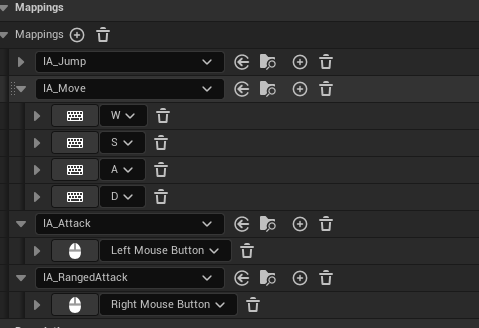 Mappings
Mappings
IA_Jump
IA_Move
W
S
A
D
IA_Attack
Left Mouse Button
IA_RangedAttack
Right Mouse Button